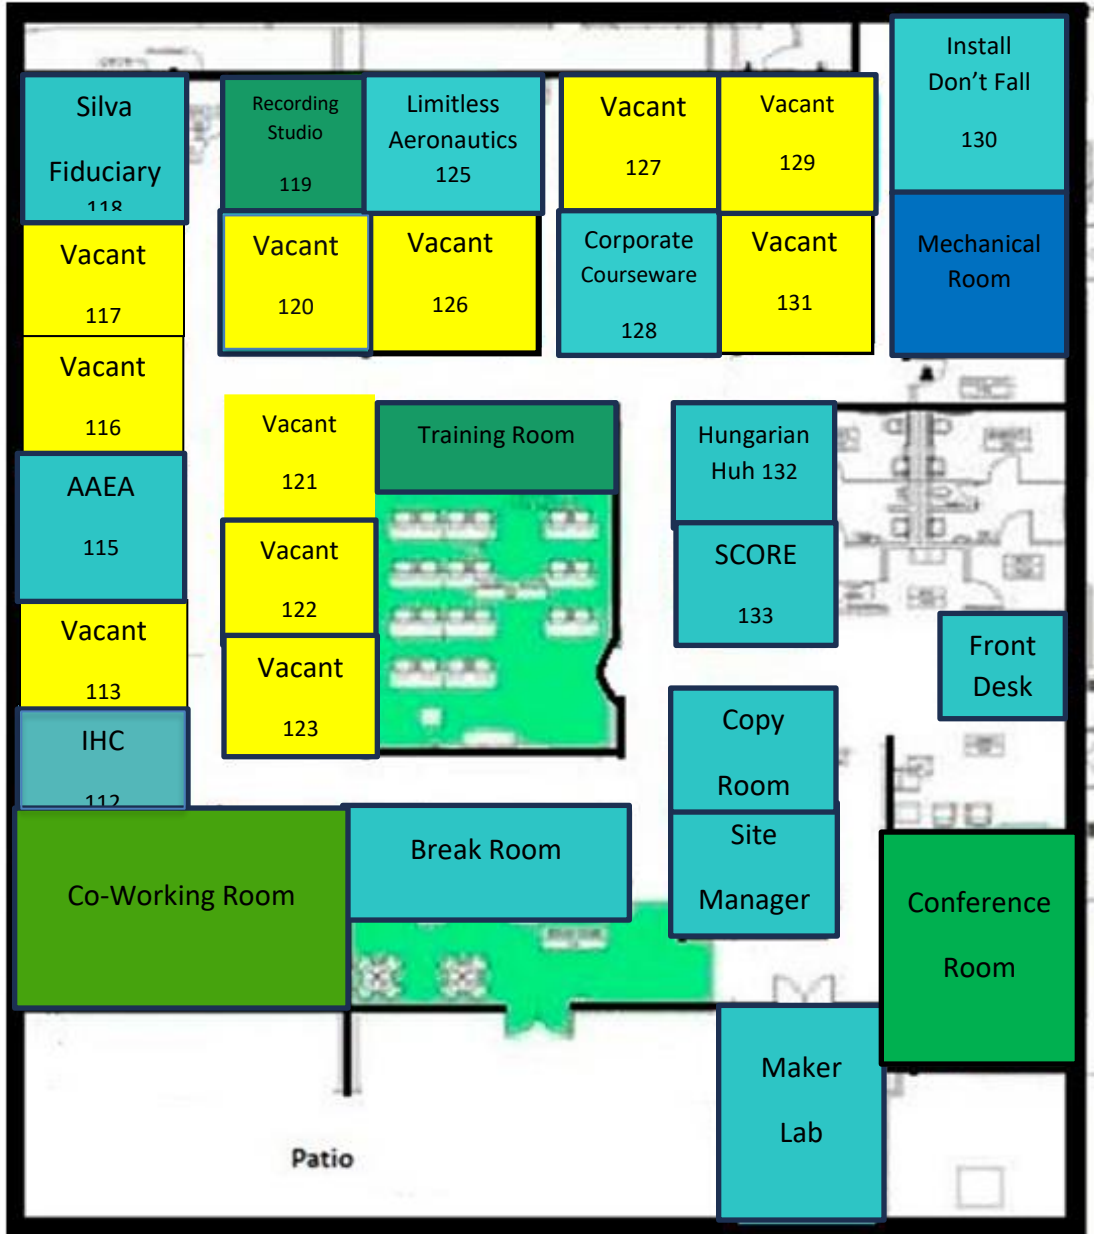 Silva
Fiduciary
118
Recording
Studio
119
Limitless
Aeronautics
125
Vacant
127
Vacant
129
Install
Don't Fall
130
Vacant
117
Vacant
120
Vacant
126
Corporate
Courseware
128
Vacant
131
Mechanical
Room
Vacant
116
Vacant
121
Training Room
Hungarian
Huh 132
AAEA
115
Vacant
122
SCORE
133
Vacant
113
Vacant
123
Front
Desk
IHC
112
Copy
Room
Co-Working Room
Break Room
Site
Manager
Conference
Room
Maker
Lab
Patio